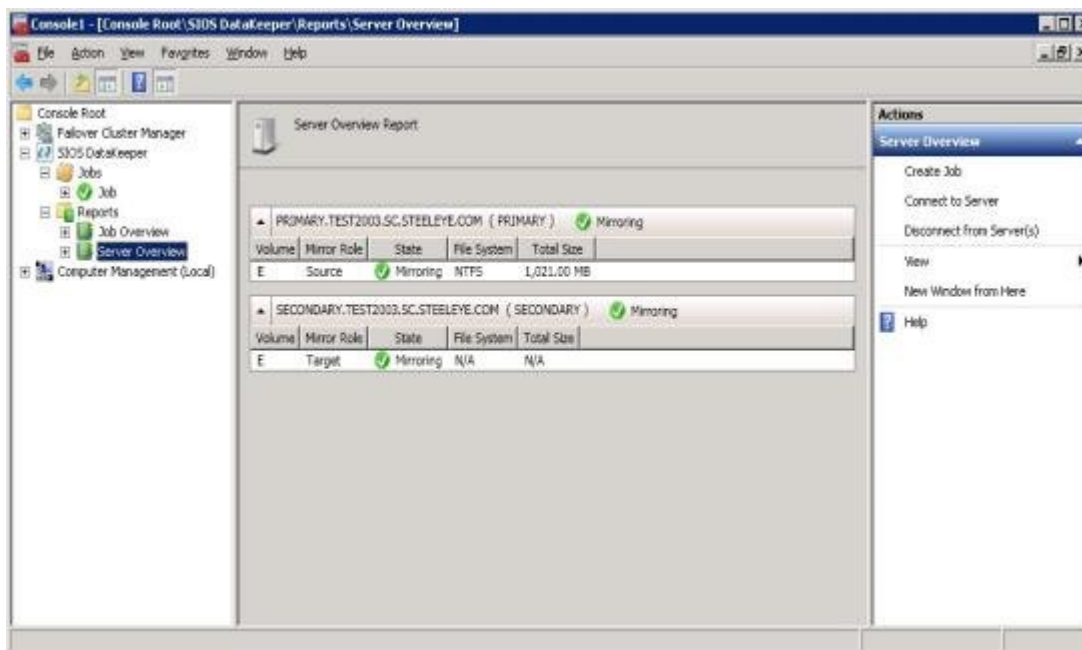 Console1 - [Console Root\SIOS DataKeeper\Reports\Server Overview]
File Action View Favorites Window Help
Console Root
Failover Cluster Manager
SIOS DataKeeper
Jobs
Job
Reports
Job Overview
Server Overview
Computer Management (Local)
Server Overview Report
PRIMARY.TEST2003.SC.STEELEYE.COM ( PRIMARY ) Mirroring
Volume Mirror Role State File System Total Size
E Source Mirroring NTFS 1,021.00 MB
SECONDARY.TEST2003.SC.STEELEYE.COM ( SECONDARY ) Mirroring
Volume Mirror Role State File System Total Size
E Target Mirroring N/A N/A
Actions
Server Overview
Create Job
Connect to Server
Disconnect from Server(s)
View
New Window from Here
Help